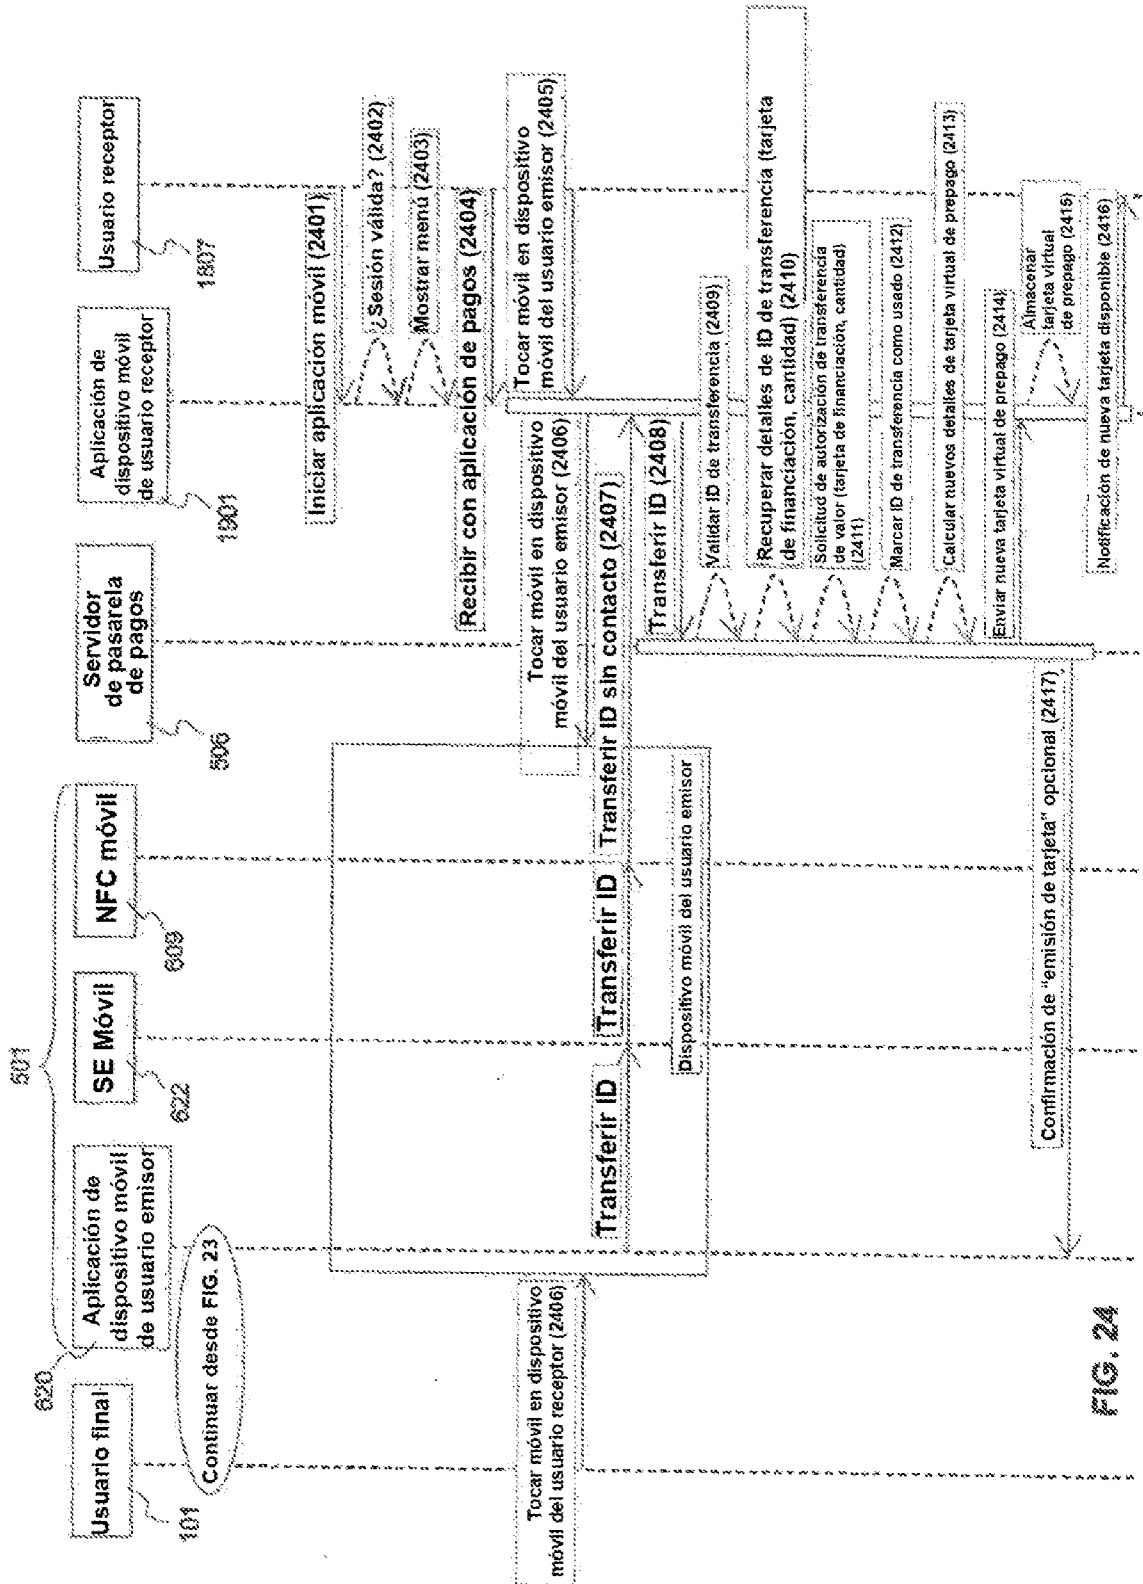 501
620
Usuario final
101
Aplicación de
dispositivo móvil
de usuario emisor
Continuar desde FIG. 23
SE Móvil
622
NFC móvil
609
Servidor
de pasarela
de pagos
506
Aplicación de
dispositivo móvil
de usuario receptor
1901
Usuario receptor
1807
Iniciar aplicación móvil (2401)
¿Sesión válida? (2402)
Mostrar menú (2403)
Recibir con aplicación de pagos (2404)
Tocar móvil en dispositivo
móvil del usuario emisor (2405)
Tocar móvil en dispositivo
móvil del usuario receptor (2406)
Tocar móvil en dispositivo
móvil del usuario emisor (2406)
Transferir ID
Transferir ID
Transferir ID sin contacto (2407)
Dispositivo móvil del usuario emisor
Transferir ID (2408)
Validar ID de transferencia (2409)
Recuperar detalles de ID de transferencia (tarjeta
de financiación, cantidad) (2410)
Solicitud de autorización de transferencia
de valor (tarjeta de financiación, cantidad)
(2411)
Marcar ID de transferencia como usado (2412)
Calcular nuevos detalles de tarjeta virtual de prepago (2413)
Enviar nueva tarjeta virtual de prepago (2414)
Almacenar
tarjeta virtual
de prepago (2415)
Notificación de nueva tarjeta disponible (2416)
Confirmación de "emisión de tarjeta" opcional (2417)
FIG. 24